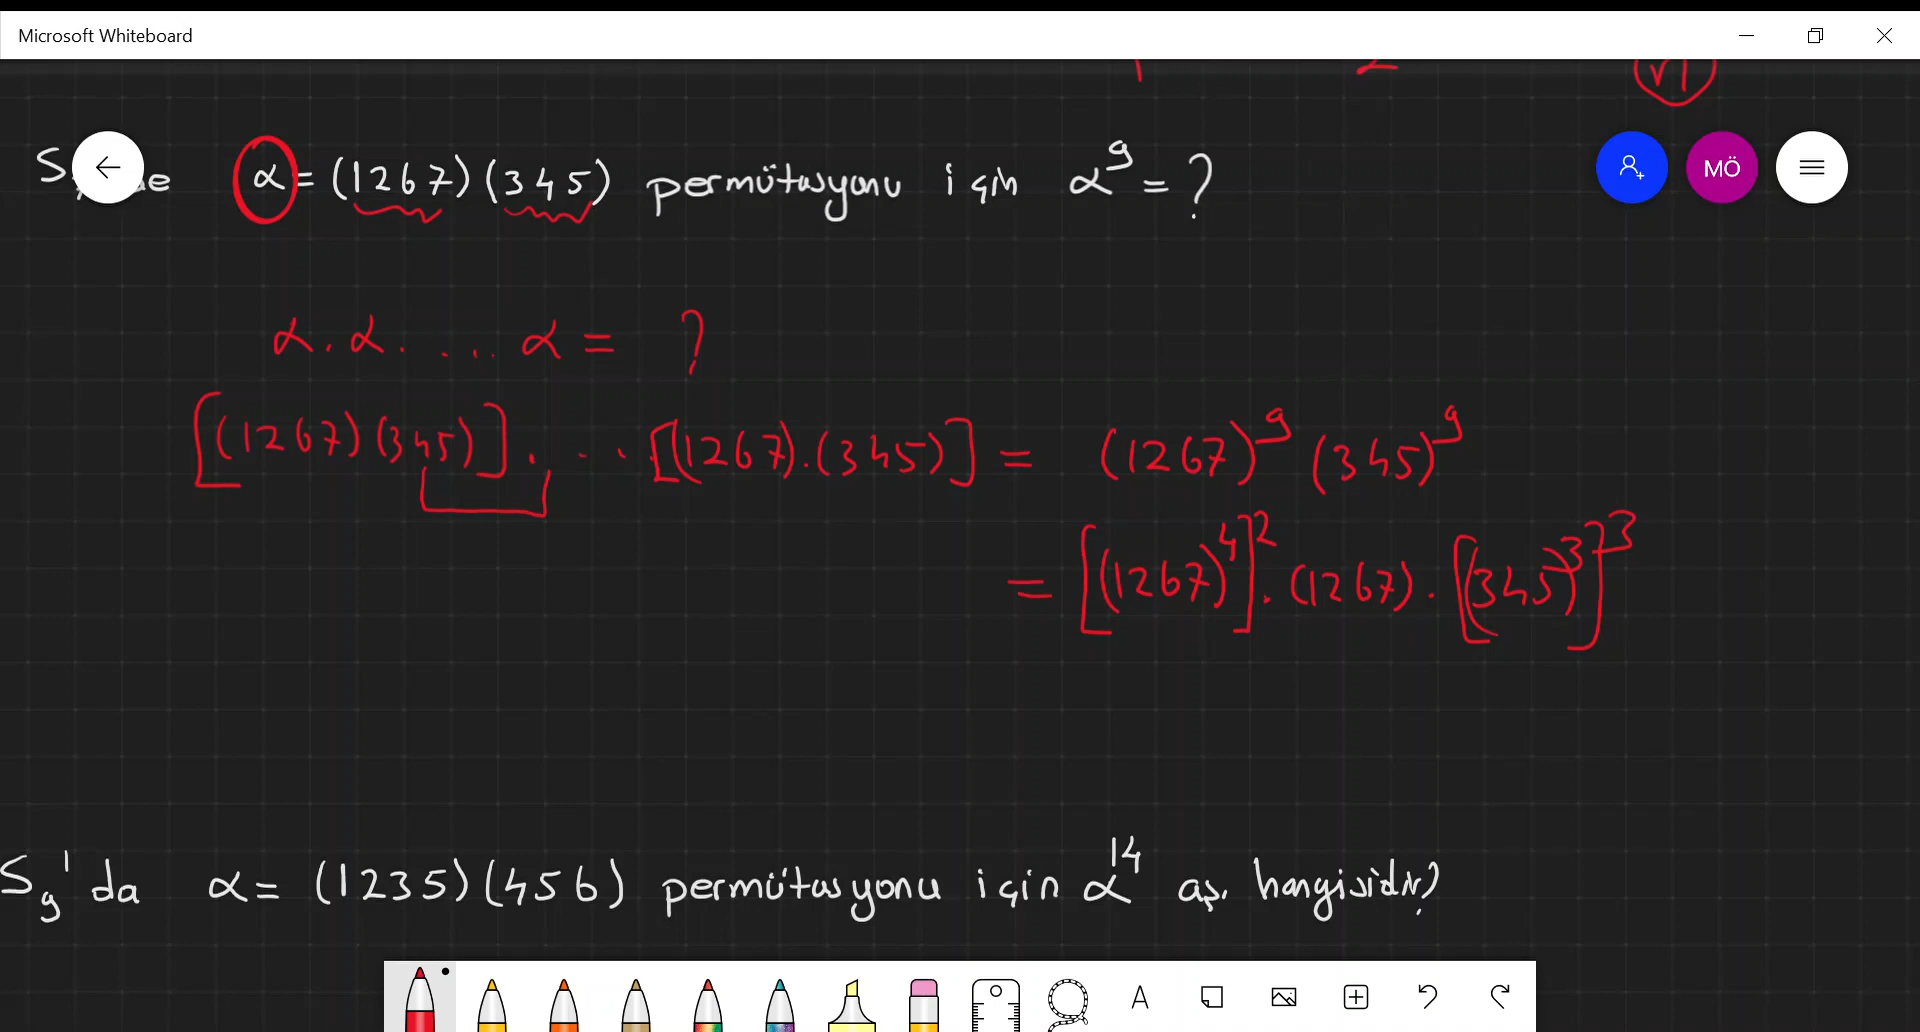 Microsoft Whiteboard
MÖ
α = (1267)(345) permütasyonu için α⁹ = ?
α.α. ... α = ?
[(1267)(345)]. ... [(1267).(345)] = (1267)⁹ (345)⁹
= [(1267)⁴]². (1267). [(345)³]³
S₉'da α = (1235)(456) permütasyonu için α¹⁴ aş. hangisidir?
A